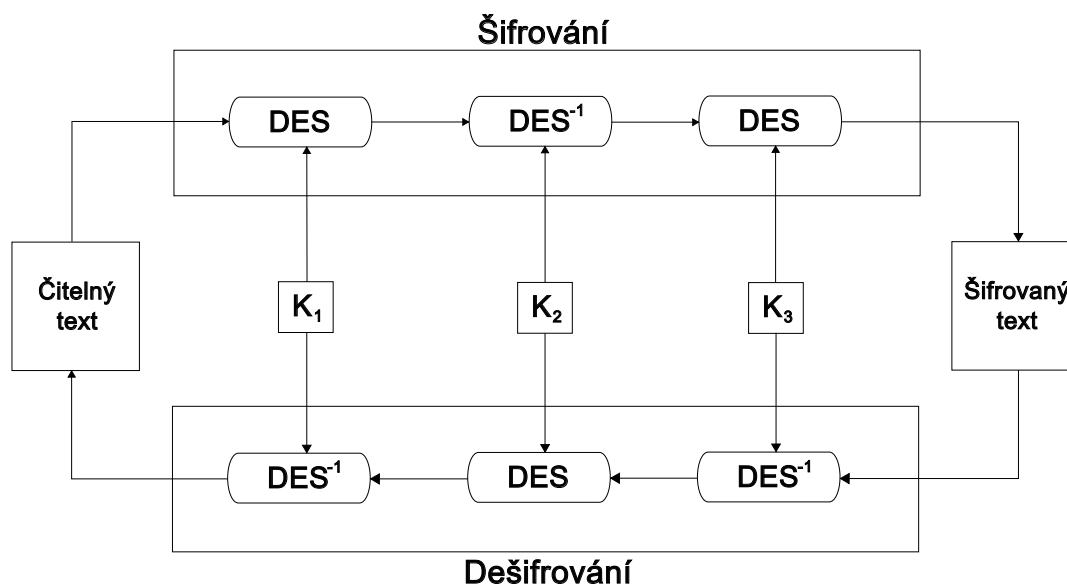 Šifrování
DES
DES⁻¹
DES
Čitelný
text
K₁
K₂
K₃
Šifrovaný
text
DES⁻¹
DES
DES⁻¹
Dešifrování